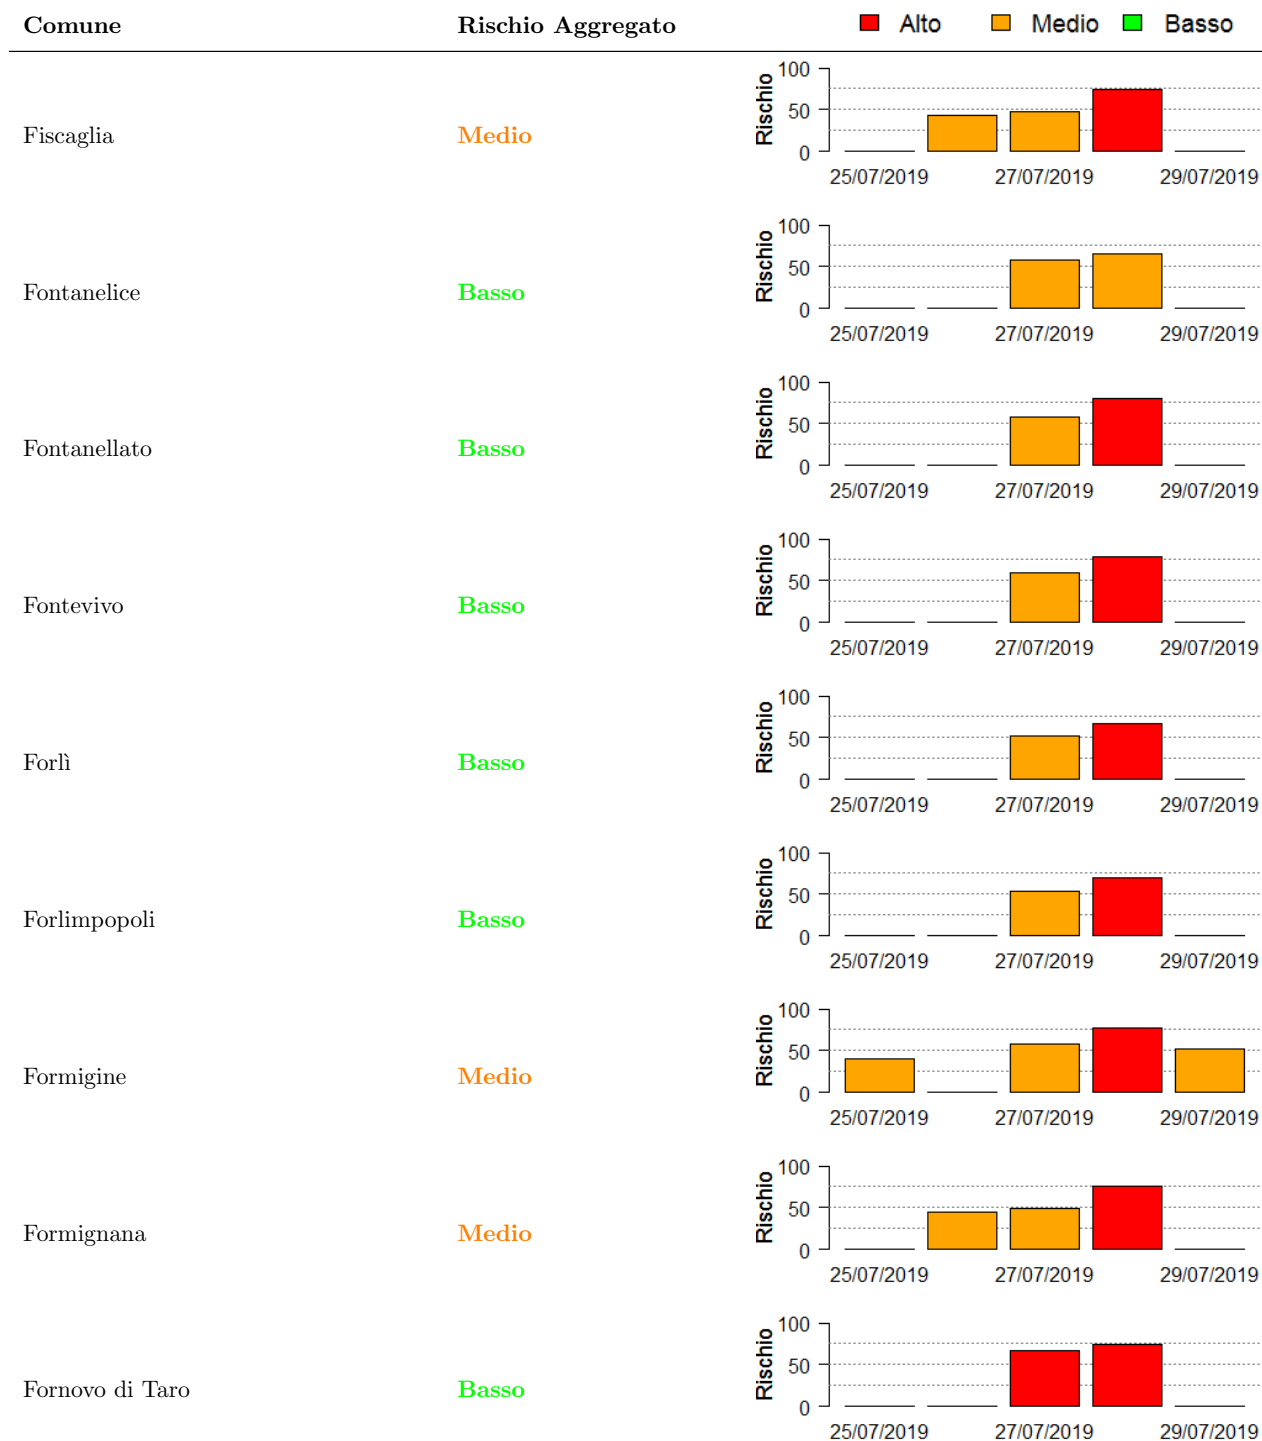 Comune Rischio Aggregato Alto Medio Basso
Fiscaglia Medio
Rischio
100
50
0
25/07/2019 27/07/2019 29/07/2019
Fontanelice Basso
Rischio
100
50
0
25/07/2019 27/07/2019 29/07/2019
Fontanellato Basso
Rischio
100
50
0
25/07/2019 27/07/2019 29/07/2019
Fontevivo Basso
Rischio
100
50
0
25/07/2019 27/07/2019 29/07/2019
Forlì Basso
Rischio
100
50
0
25/07/2019 27/07/2019 29/07/2019
Forlimpopoli Basso
Rischio
100
50
0
25/07/2019 27/07/2019 29/07/2019
Formigine Medio
Rischio
100
50
0
25/07/2019 27/07/2019 29/07/2019
Formignana Medio
Rischio
100
50
0
25/07/2019 27/07/2019 29/07/2019
Fornovo di Taro Basso
Rischio
100
50
0
25/07/2019 27/07/2019 29/07/2019